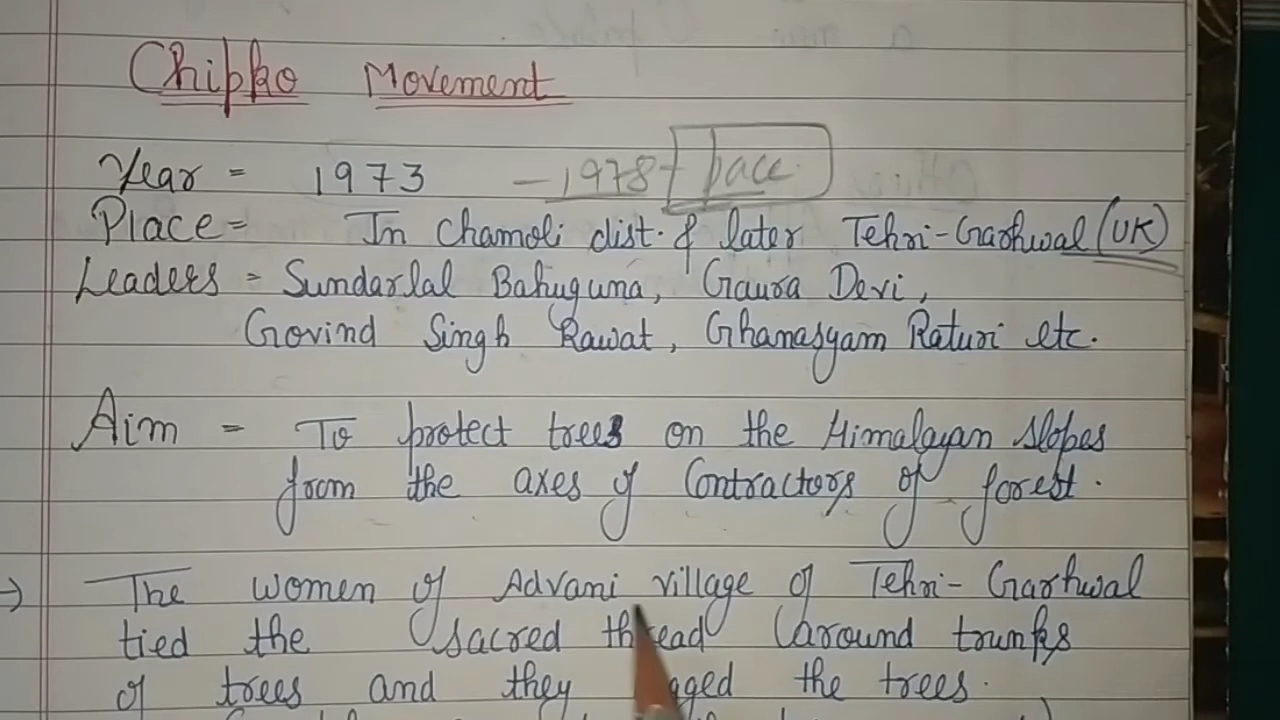 Chipko Movement
Year = 1973 - 1978 pace
Place = In Chamoli dist. & later Tehri-Garhwal (UK)
Leaders = Sundarlal Bahuguna, Gaura Devi,
Govind Singh Rawat, Ghanasyam Raturi etc.
Aim = To protect trees on the Himalayan slopes
from the axes of Contractors of forest.
→ The women of Advani village of Tehri-Garhwal
tied the sacred thread around trunks
of trees and they the trees.